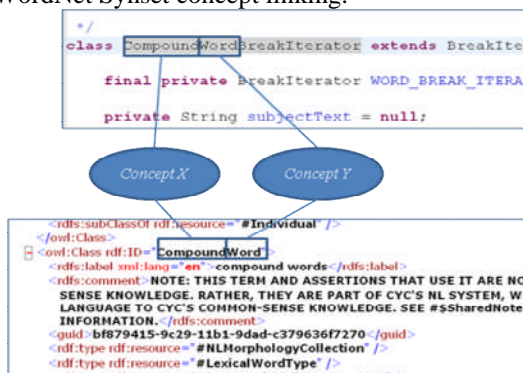 WordNet Synset concept linking.
*/
class CompoundWordBreakIterator extends BreakIte
final private BreakIterator WORD_BREAK_ITERA
private String subjectText = null;
Concept X
Concept Y
<rdfs:subClassOf rdf:resource="#Individual" />
</owl:Class>
- <owl:Class rdf:ID="CompoundWord">
<rdfs:label xml:lang="en">compound words</rdfs:label>
<rdfs:comment>NOTE: THIS TERM AND ASSERTIONS THAT USE IT ARE NO
SENSE KNOWLEDGE. RATHER, THEY ARE PART OF CYC'S NL SYSTEM, W
LANGUAGE TO CYC'S COMMON-SENSE KNOWLEDGE. SEE #$SharedNote
INFORMATION.</rdfs:comment>
<guid>bf879415-9c29-11b1-9dad-c379636f7270</guid>
<rdf:type rdf:resource="#NLMorphologyCollection" />
<rdf:type rdf:resource="#LexicalWordType" />